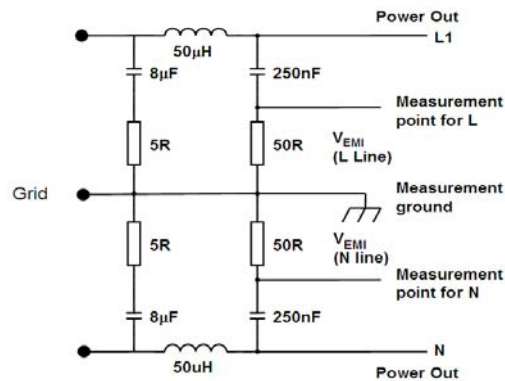 Power Out
L1
50μH
8μF
250nF
Measurement
point for L
5R
50R
VEMI
(L Line)
Grid
Measurement
ground
5R
50R
VEMI
(N line)
Measurement
point for N
8μF
250nF
N
50uH
Power Out